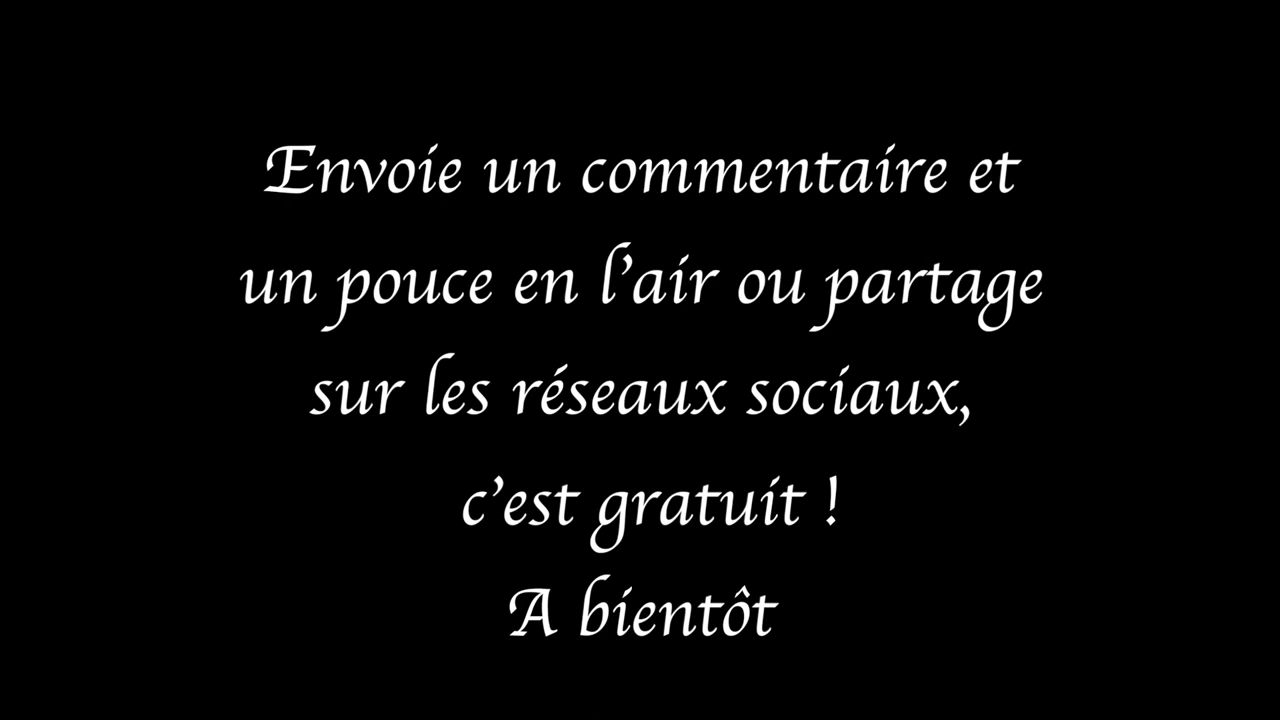 Envoie un commentaire et
un pouce en l'air ou partage
sur les réseaux sociaux,
c'est gratuit !
A bientôt